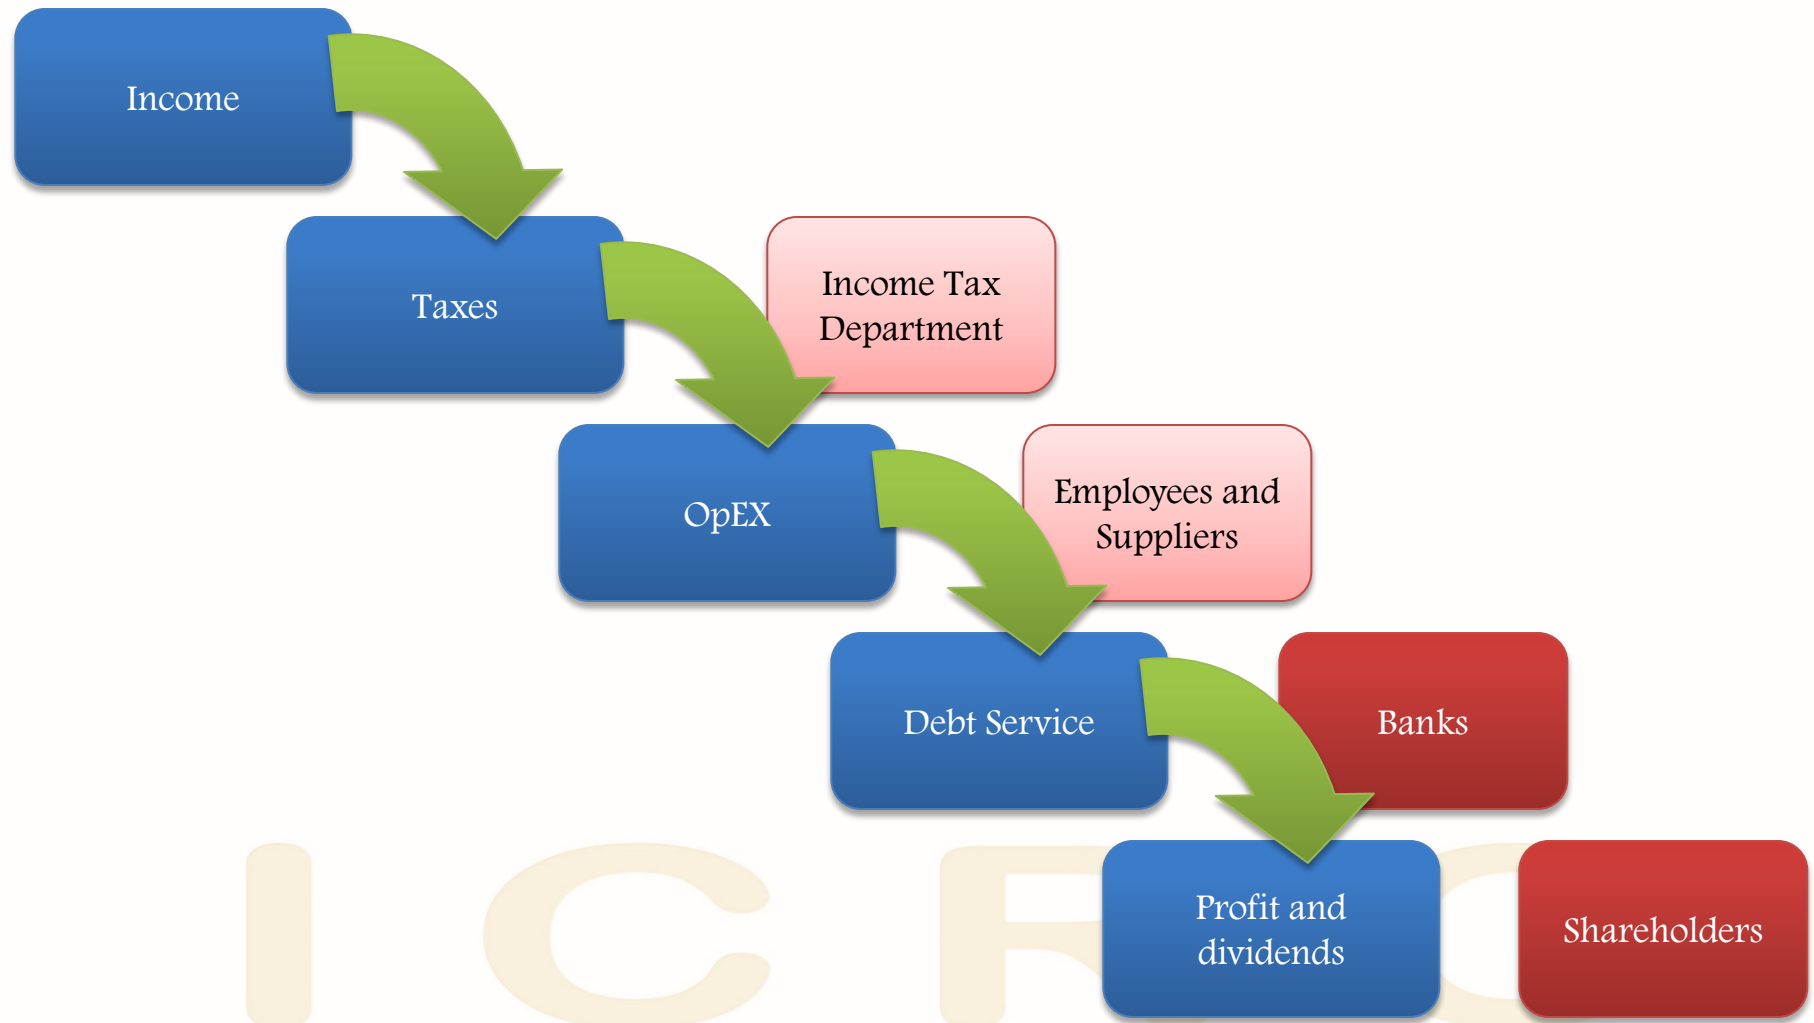 Income
Taxes
Income Tax
Department
OpEX
Employees and
Suppliers
Debt Service
Banks
Profit and
dividends
Shareholders
I C R